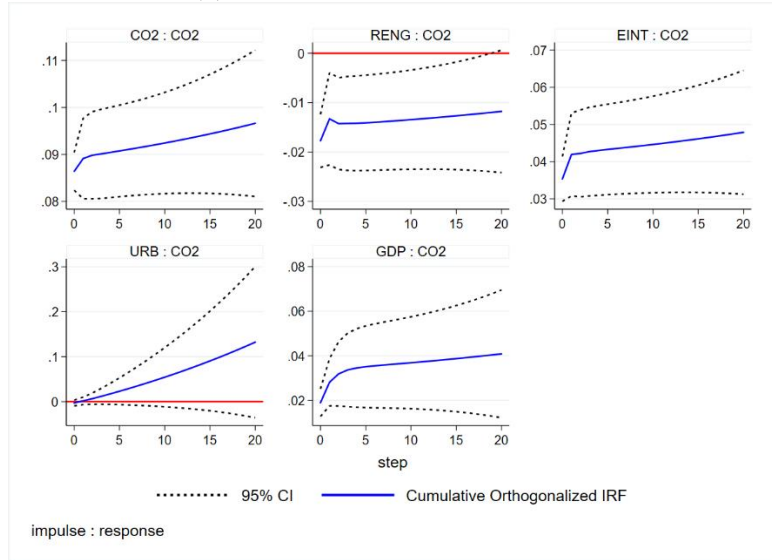 CO2 : CO2
RENG : CO2
EINT : CO2
.11
.1
.09
.08
0
-.01
-.02
-.03
.07
.06
.05
.04
.03
0 5 10 15 20
0 5 10 15 20
0 5 10 15 20
URB : CO2
GDP : CO2
.3
.2
.1
0
.08
.06
.04
.02
0 5 10 15 20
0 5 10 15 20
step
95% CI
Cumulative Orthogonalized IRF
impulse : response